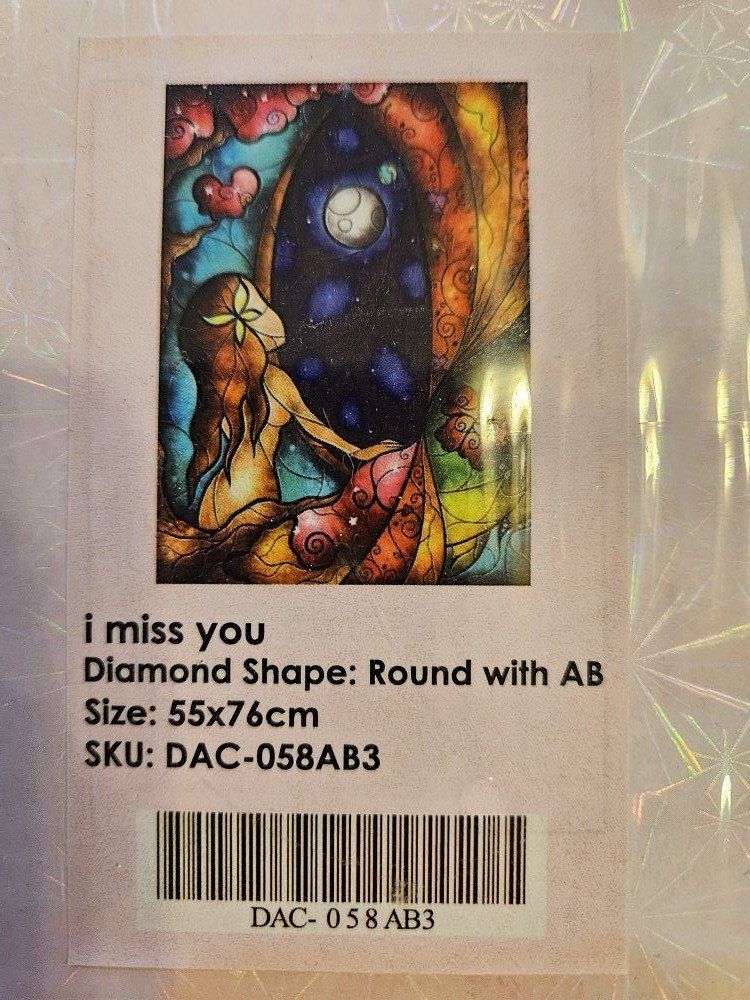 i miss you
Diamond Shape: Round with AB
Size: 55x76cm
SKU: DAC-058AB3
DAC- 058AB3